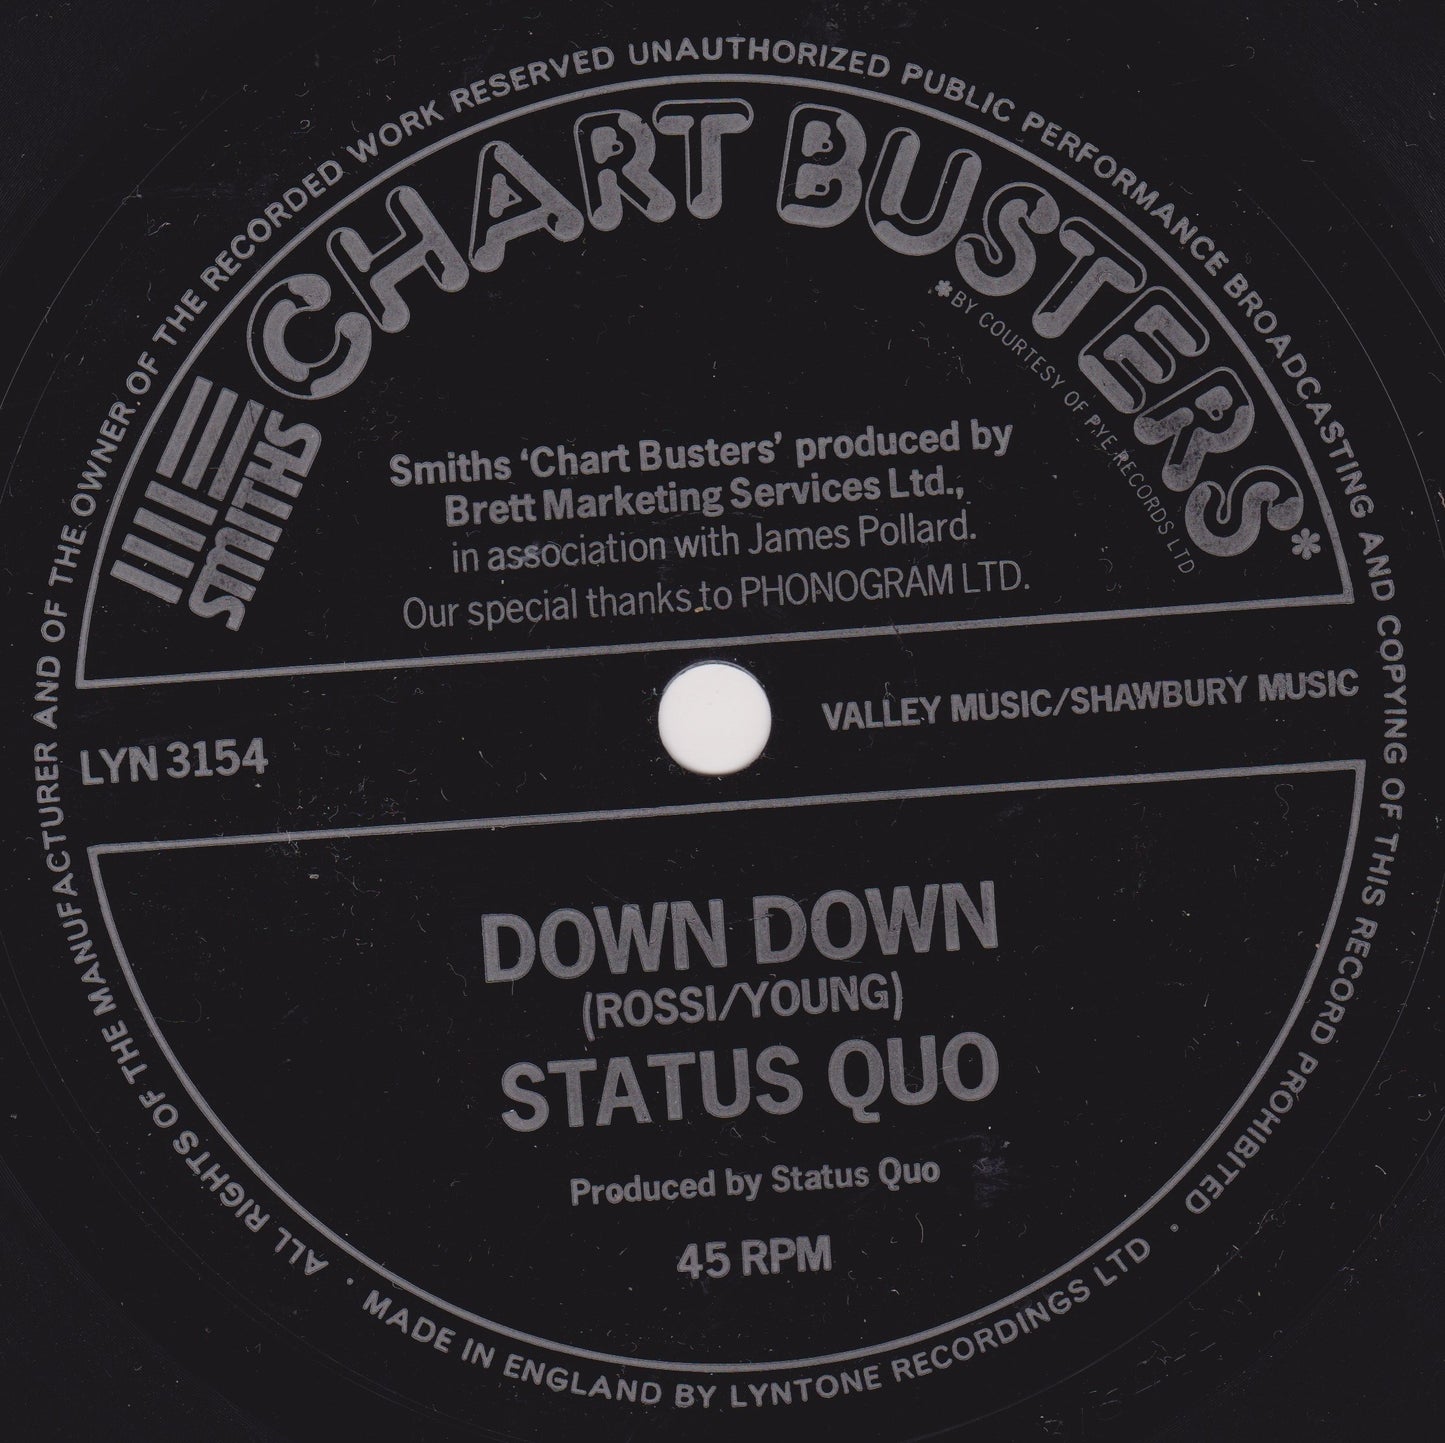 ALL RIGHTS OF THE MANUFACTURER AND OF THE OWNER OF THE RECORDED WORK RESERVED UNAUTHORIZED PUBLIC PERFORMANCE BROADCASTING AND COPYING OF THIS RECORD PROHIBITED ·
SMITHS
CHART BUSTERS*
*BY COURTESY OF PYE RECORDS LTD
Smiths ‘Chart Busters’ produced by
Brett Marketing Services Ltd.,
in association with James Pollard.
Our special thanks to PHONOGRAM LTD.
VALLEY MUSIC/SHAWBURY MUSIC
LYN 3154
DOWN DOWN
(ROSSI/YOUNG)
STATUS QUO
Produced by Status Quo
45 RPM
· MADE IN ENGLAND BY LYNTONE RECORDINGS LTD